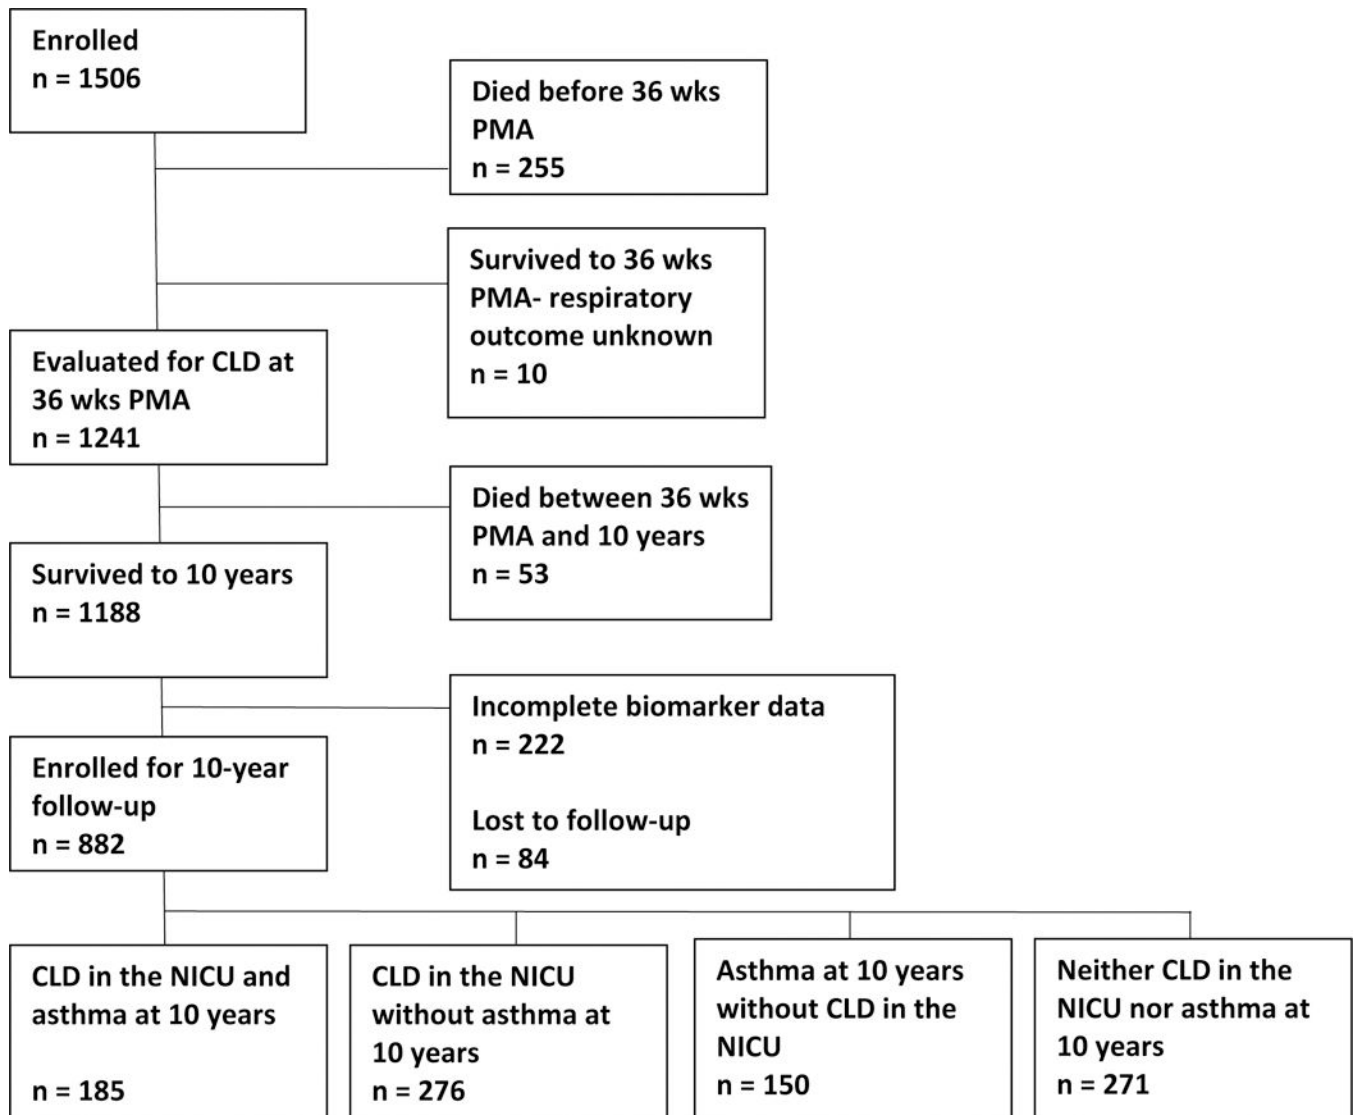 Enrolled
n = 1506
Died before 36 wks
PMA
n = 255
Survived to 36 wks
PMA- respiratory
outcome unknown
n = 10
Evaluated for CLD at
36 wks PMA
n = 1241
Died between 36 wks
PMA and 10 years
n = 53
Survived to 10 years
n = 1188
Incomplete biomarker data
n = 222
Lost to follow-up
n = 84
Enrolled for 10-year
follow-up
n = 882
CLD in the NICU and
asthma at 10 years
n = 185
CLD in the NICU
without asthma at
10 years
n = 276
Asthma at 10 years
without CLD in the
NICU
n = 150
Neither CLD in the
NICU nor asthma at
10 years
n = 271